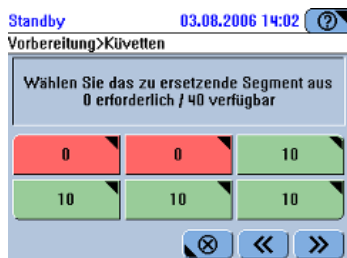 Standby 03.08.2006 14:02 ?
Vorbereitung>Küvetten
Wählen Sie das zu ersetzende Segment aus
0 erforderlich / 40 verfügbar
0 0 10
10 10 10